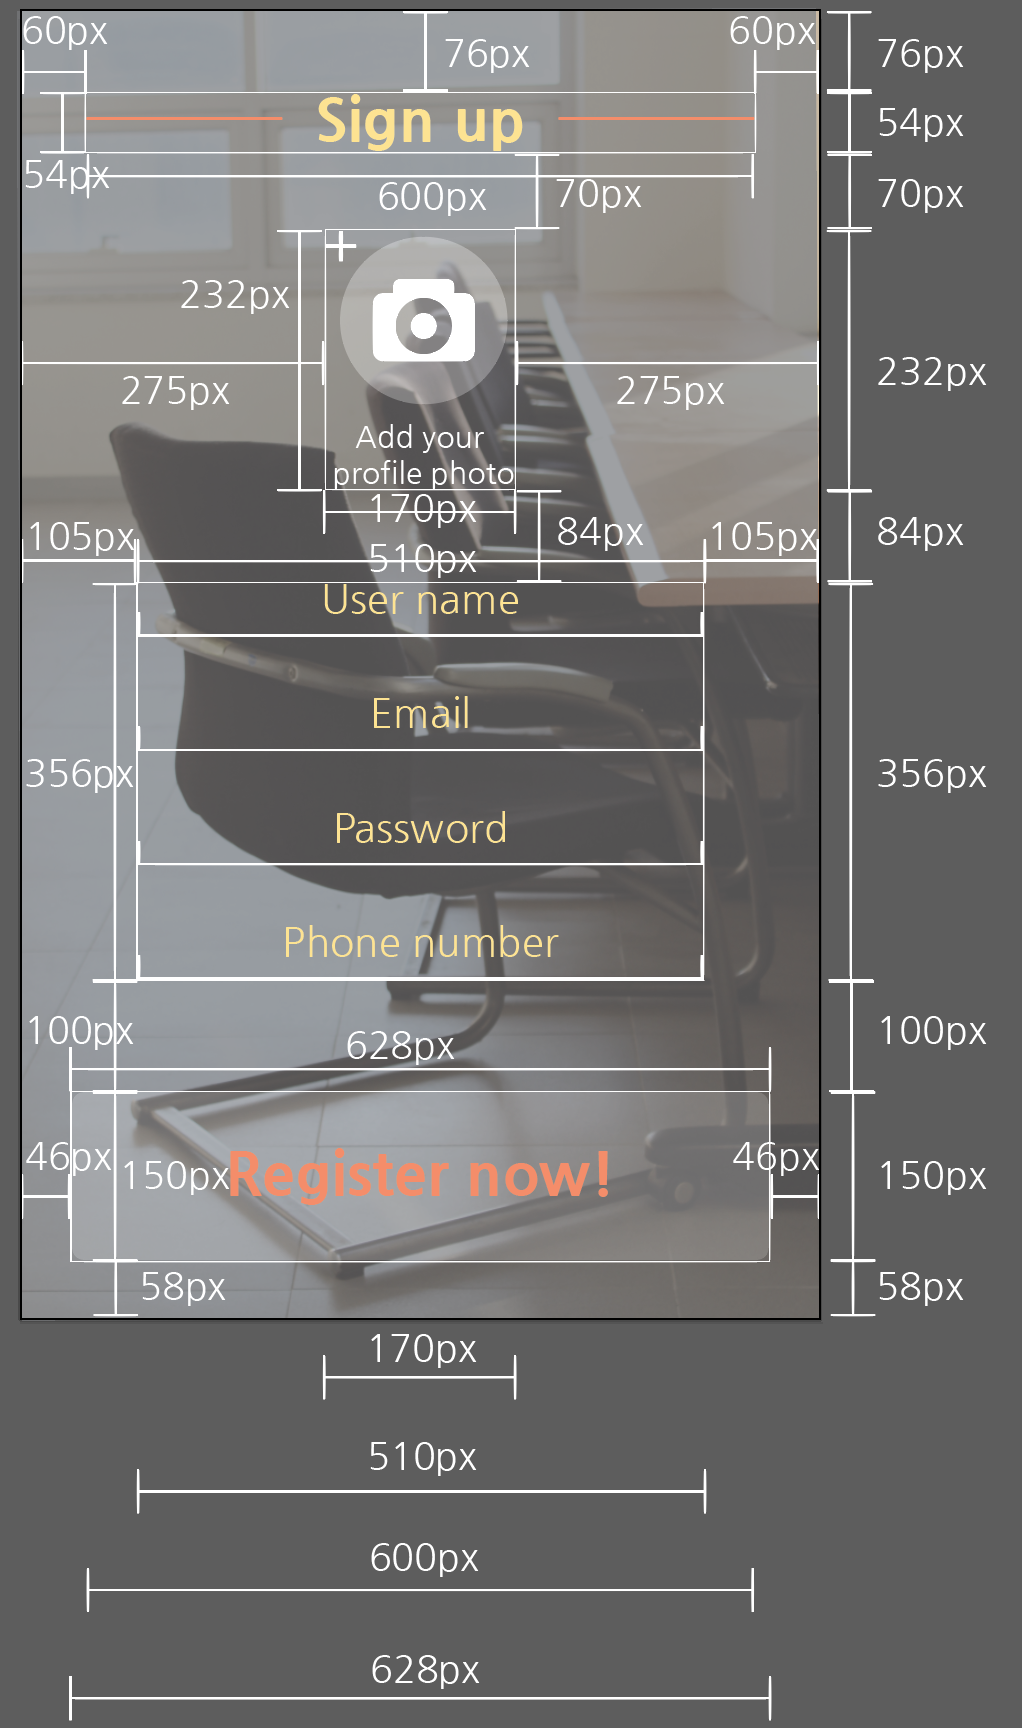 60px
76px
60px
76px
Sign up
54px
54px
600px
70px
70px
232px
275px
275px
232px
Add your
profile photo
170px
105px
84px
105px
84px
510px
User name
Email
356px
356px
Password
Phone number
100px
628px
100px
46px
150px
Register now!
46px
150px
58px
58px
170px
510px
600px
628px